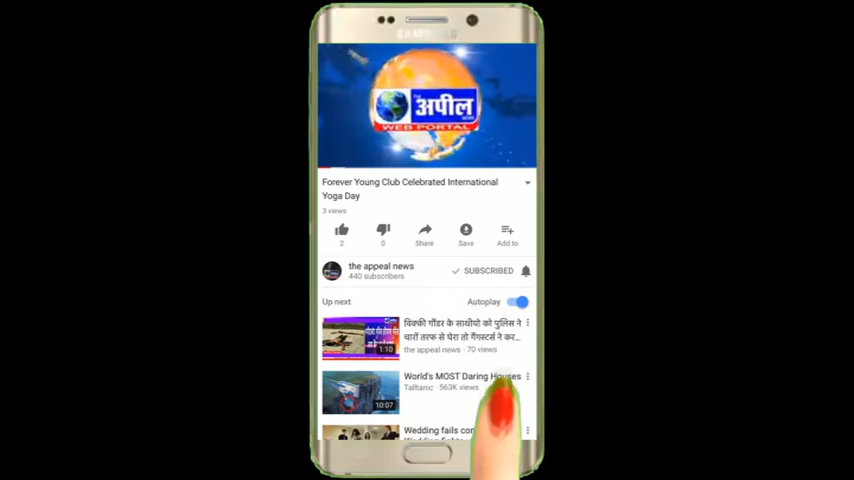 SAMSUNG
अपील
WEB PORTAL
Forever Young Club Celebrated International
Yoga Day
3 views
2
0
Share
Save
Add to
the appeal news
440 subscribers
SUBSCRIBED
Up next
Autoplay
विक्की गौंडर के साथीयो को पुलिस ने
चारों तरफ से घेरा तो गैंगस्टर्स ने कर...
the appeal news · 70 views
1:10
World's MOST Daring Houses
Talltanic · 563K views
10:07
Wedding fails